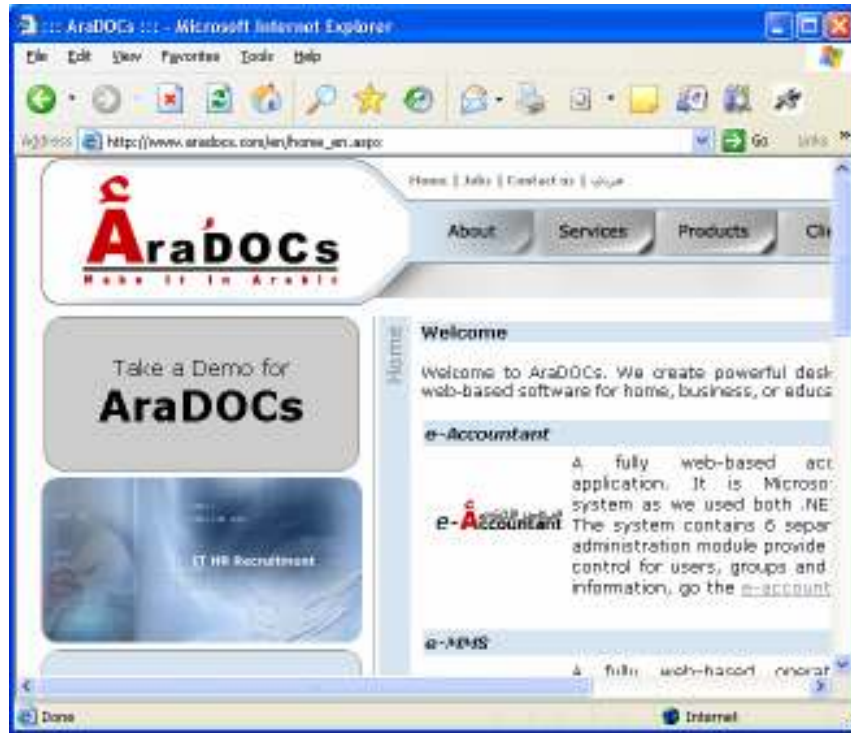 ::: AraDOCs ::: - Microsoft Internet Explorer
File Edit View Favorites Tools Help
Address http://www.aradocs.com/en/home_en.aspx Go Links
Home | Jobs | Contact us | عربي
AraDOCs
Make It In Arabic
About Services Products Cli
Take a Demo for
AraDOCs
IT HR Recruitment
Home
Welcome
Welcome to AraDOCs. We create powerful desk
web-based software for home, business, or educa
e-Accountant
e-Accountant
A fully web-based acc
application. It is Microso
system as we used both .NE
The system contains 6 separ
administration module provide
control for users, groups and
information, go the e-account
e-MMS
A fully web-based operat
Done Internet